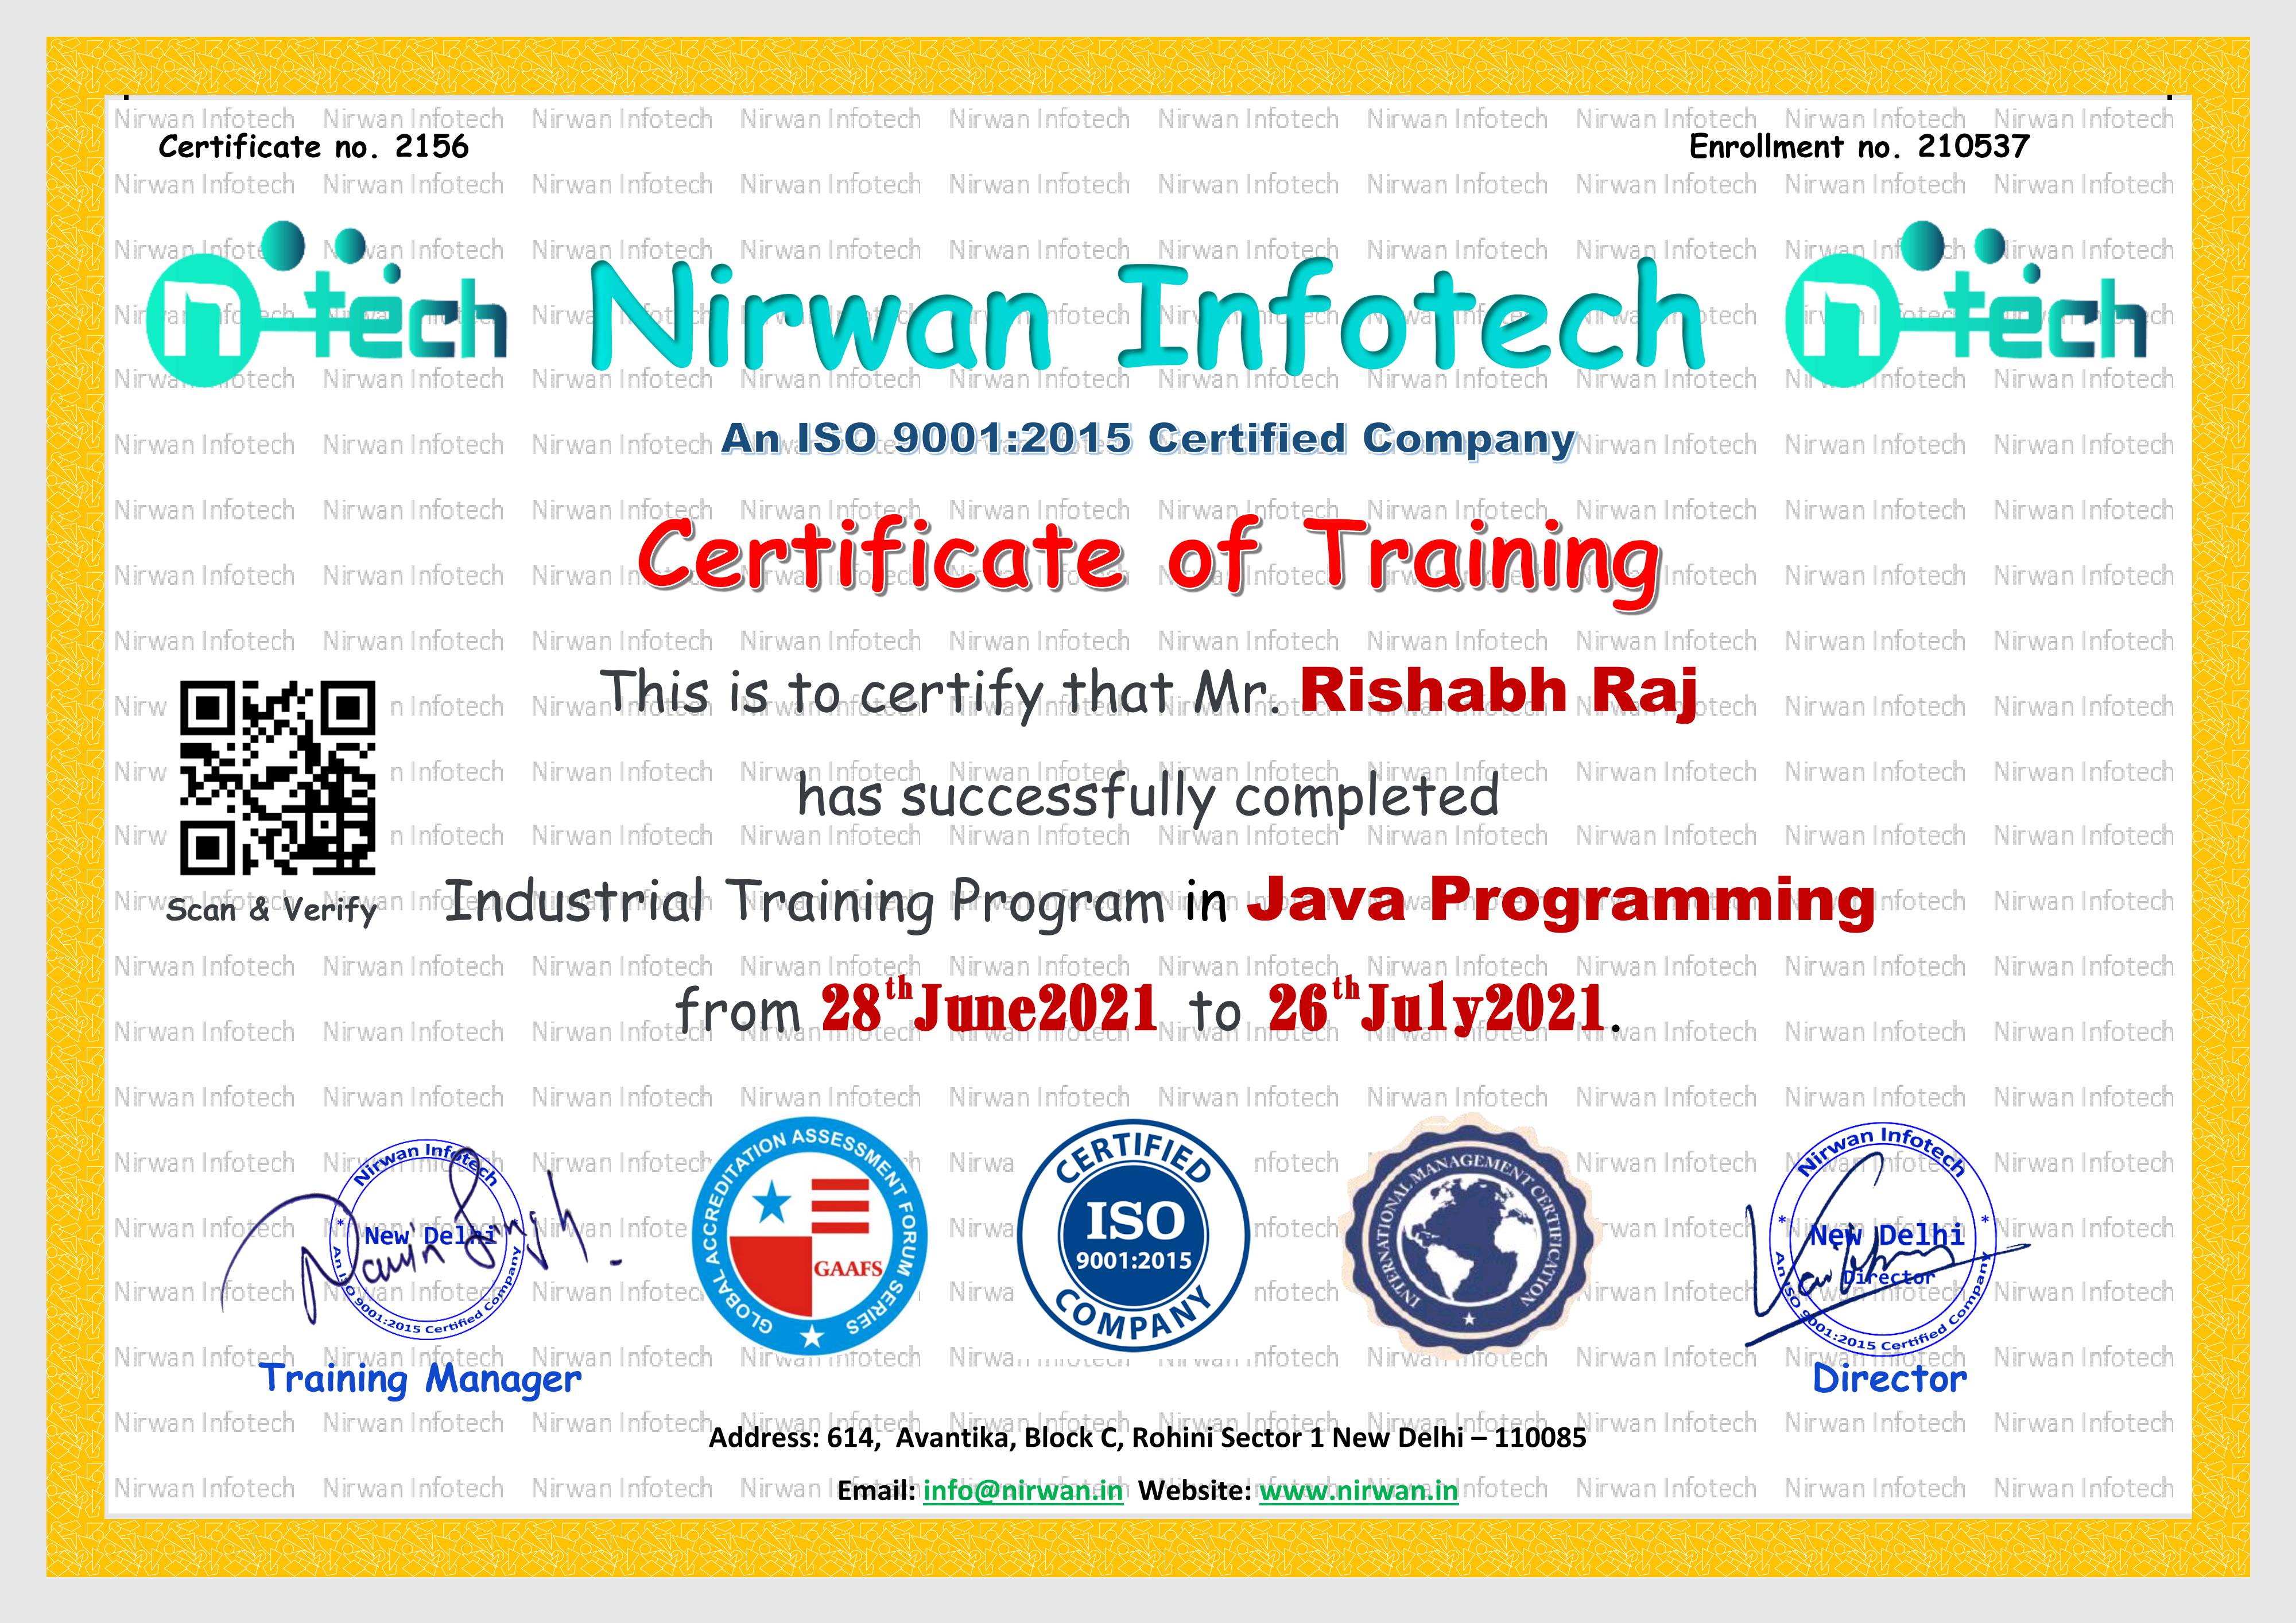 Certificate no. 2156
Enrollment no. 210537
n-tech
Nirwan Infotech
n-tech
An ISO 9001:2015 Certified Company
Certificate of Training
This is to certify that Mr. Rishabh Raj
has successfully completed
Scan & Verify
Industrial Training Program in Java Programming
from 28th June2021 to 26th July2021.
Nirwan Infotech
New Delhi
* An ISO 9001:2015 Certified Company
GLOBAL ACCREDITATION ASSESSMENT FORUM SERIES
GAAFS
CERTIFIED
ISO
9001:2015
COMPANY
INTERNATIONAL MANAGEMENT CERTIFICATION
Nirwan Infotech
* New Delhi *
Director
An ISO 9001:2015 Certified Company
Training Manager
Director
Address: 614, Avantika, Block C, Rohini Sector 1 New Delhi – 110085
Email: info@nirwan.in Website: www.nirwan.in